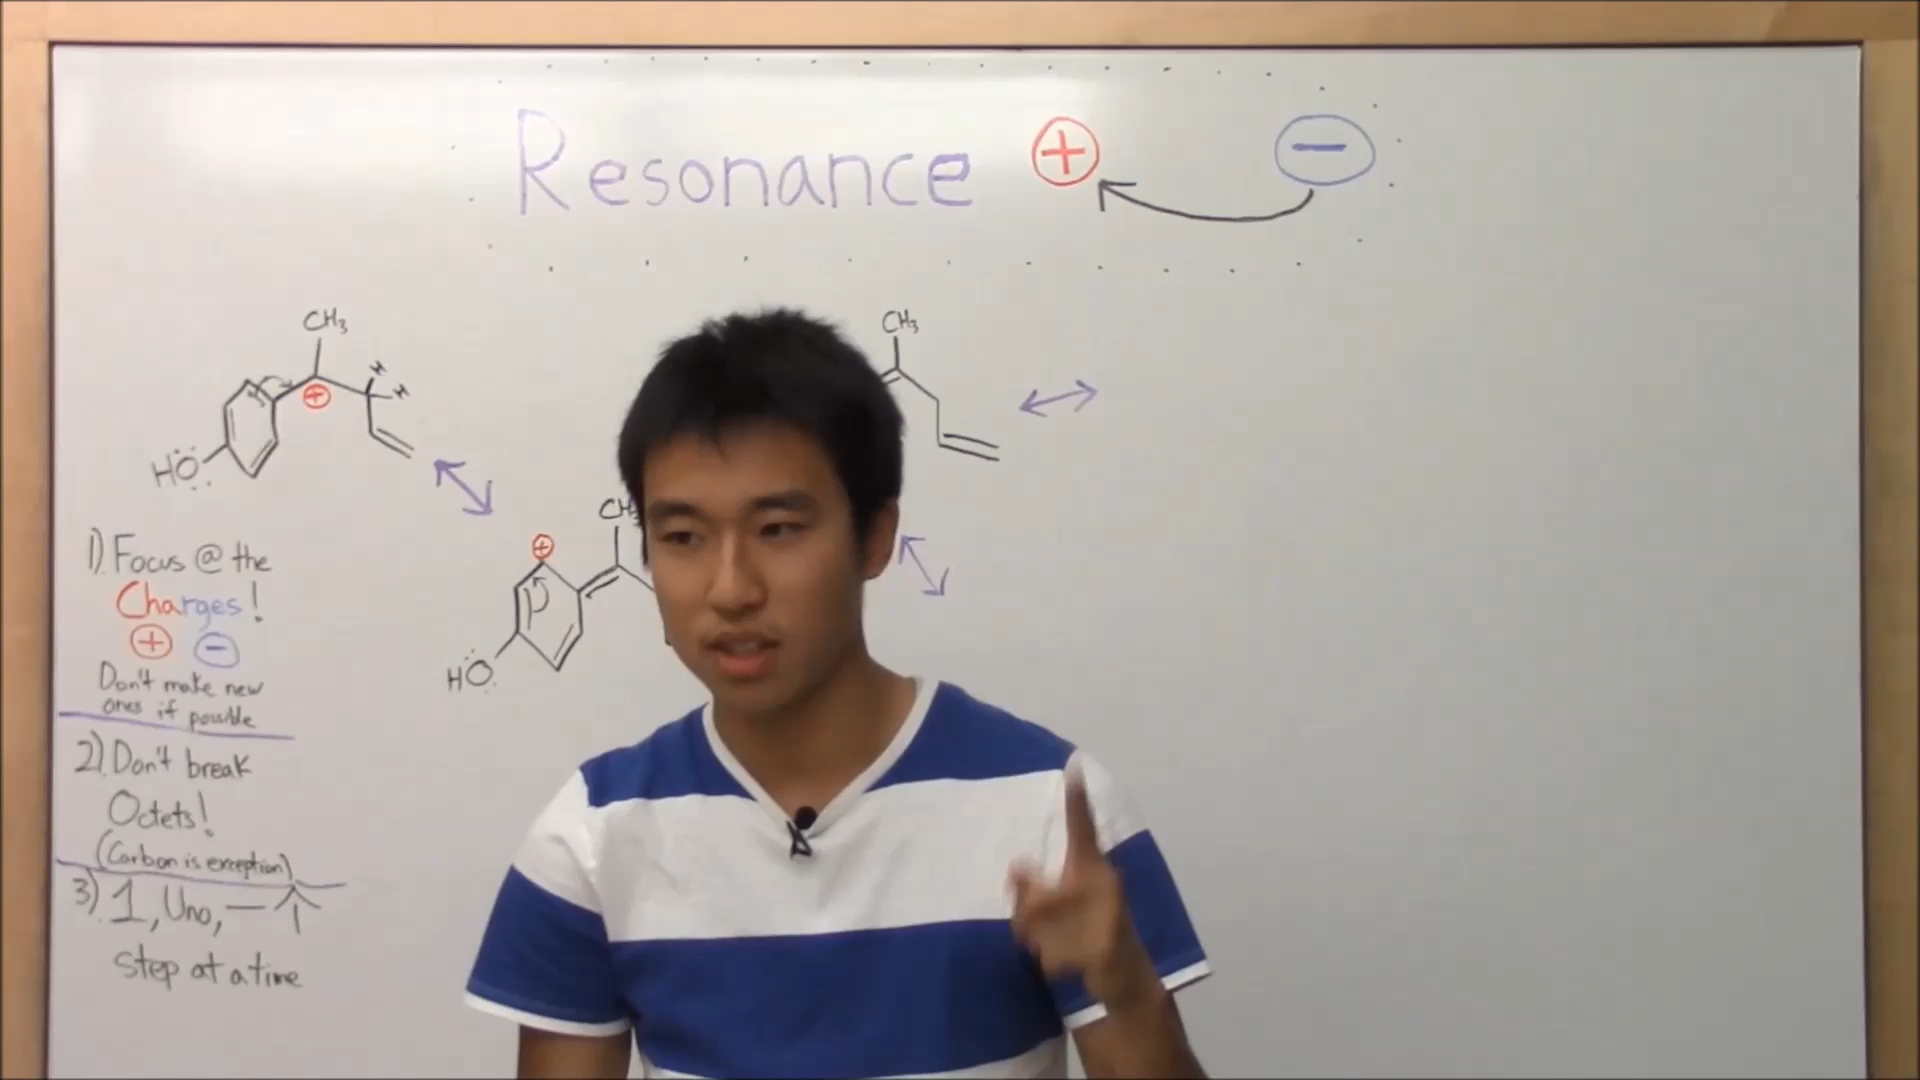 Resonance + −
CH3
+
H
H
HO
CH3
CH3
+
HO
1). Focus @ the
Charges!
+ −
Don't make new
ones if possible
2). Don't break
Octets!
(Carbon is exception)
3). 1, Uno, 一个
step at a time